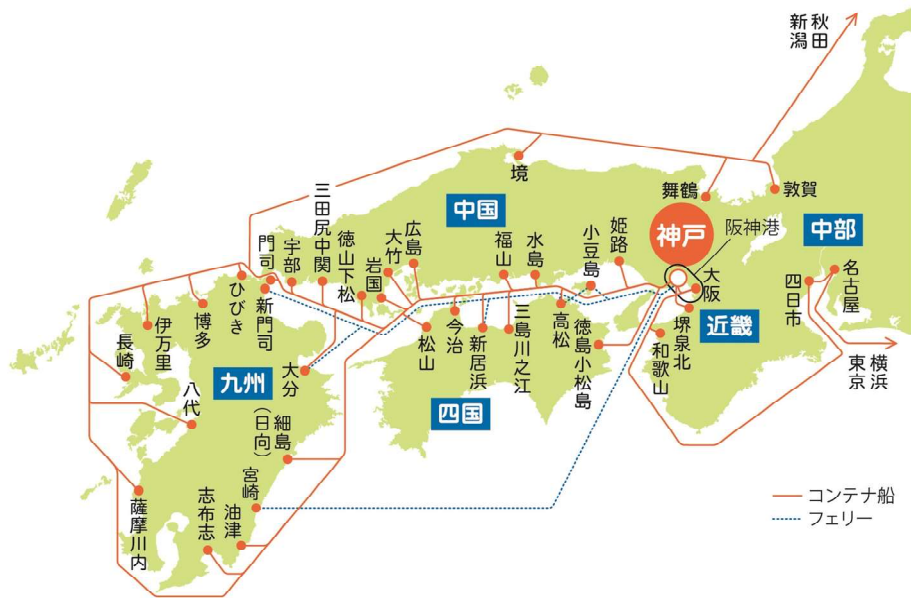 秋田
新潟
境
舞鶴
敦賀
中国
神戸
阪神港
中部
三田尻中関
広島
大竹
岩国
徳山下松
宇部
門司
新門司
ひびき
博多
伊万里
長崎
福山
水島
小豆島
姫路
大阪
堺泉北
近畿
和歌山
四日市
名古屋
横浜
東京
松山
今治
新居浜
三島川之江
高松
徳島小松島
四国
九州
大分
八代
細島
(日向)
宮崎
油津
志布志
薩摩川内
コンテナ船
フェリー